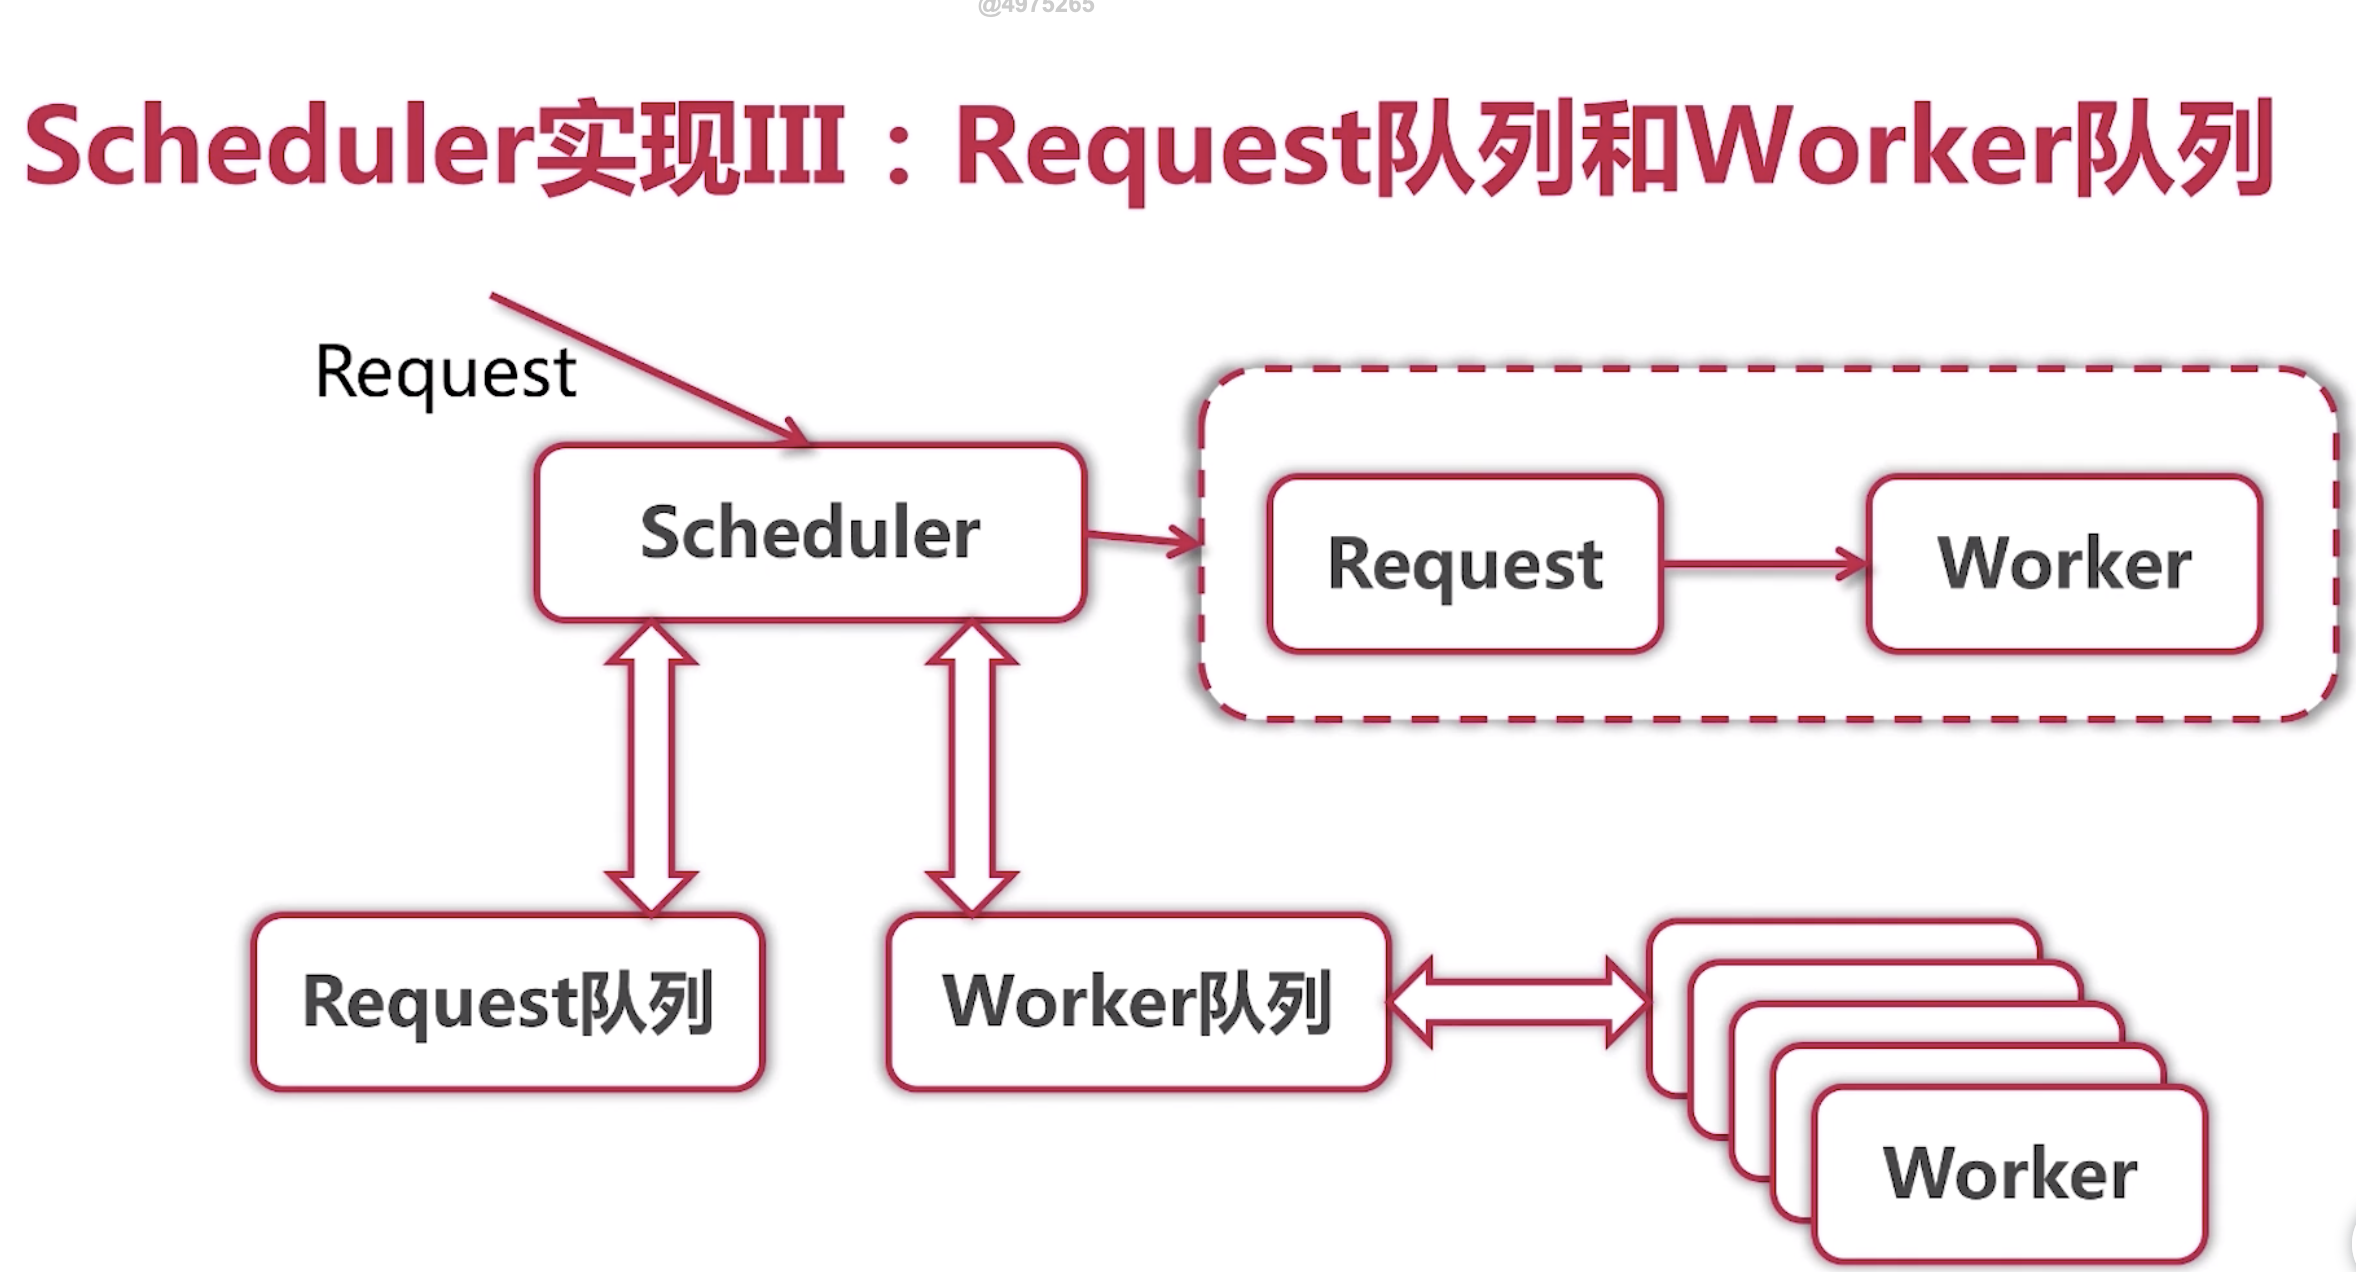 @4975265
Scheduler实现III：Request队列和Worker队列
Request
Scheduler
Request
Worker
Request队列
Worker队列
Worker